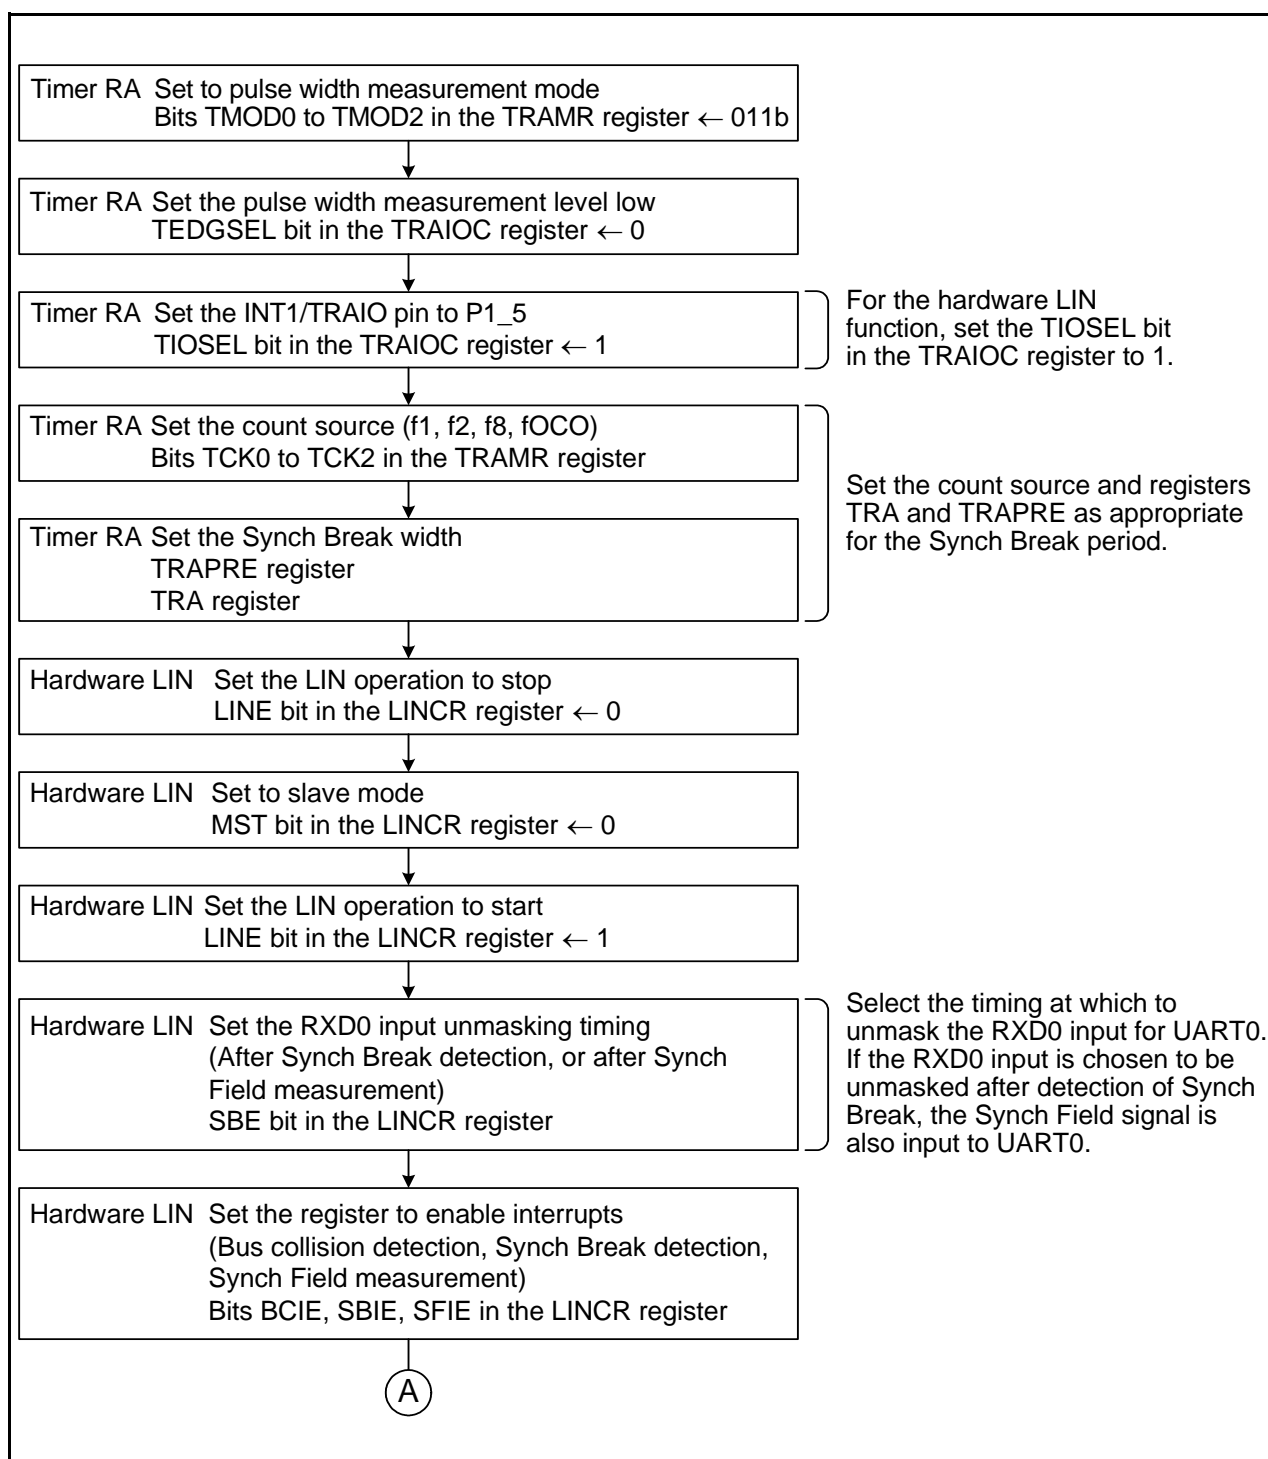 Timer RA Set to pulse width measurement mode
Bits TMOD0 to TMOD2 in the TRAMR register ← 011b
Timer RA Set the pulse width measurement level low
TEDGSEL bit in the TRAIOC register ← 0
Timer RA Set the INT1/TRAIO pin to P1_5
TIOSEL bit in the TRAIOC register ← 1
For the hardware LIN
function, set the TIOSEL bit
in the TRAIOC register to 1.
Timer RA Set the count source (f1, f2, f8, fOCO)
Bits TCK0 to TCK2 in the TRAMR register
Timer RA Set the Synch Break width
TRAPRE register
TRA register
Set the count source and registers
TRA and TRAPRE as appropriate
for the Synch Break period.
Hardware LIN Set the LIN operation to stop
LINE bit in the LINCR register ← 0
Hardware LIN Set to slave mode
MST bit in the LINCR register ← 0
Hardware LIN Set the LIN operation to start
LINE bit in the LINCR register ← 1
Hardware LIN Set the RXD0 input unmasking timing
(After Synch Break detection, or after Synch
Field measurement)
SBE bit in the LINCR register
Select the timing at which to
unmask the RXD0 input for UART0.
If the RXD0 input is chosen to be
unmasked after detection of Synch
Break, the Synch Field signal is
also input to UART0.
Hardware LIN Set the register to enable interrupts
(Bus collision detection, Synch Break detection,
Synch Field measurement)
Bits BCIE, SBIE, SFIE in the LINCR register
A